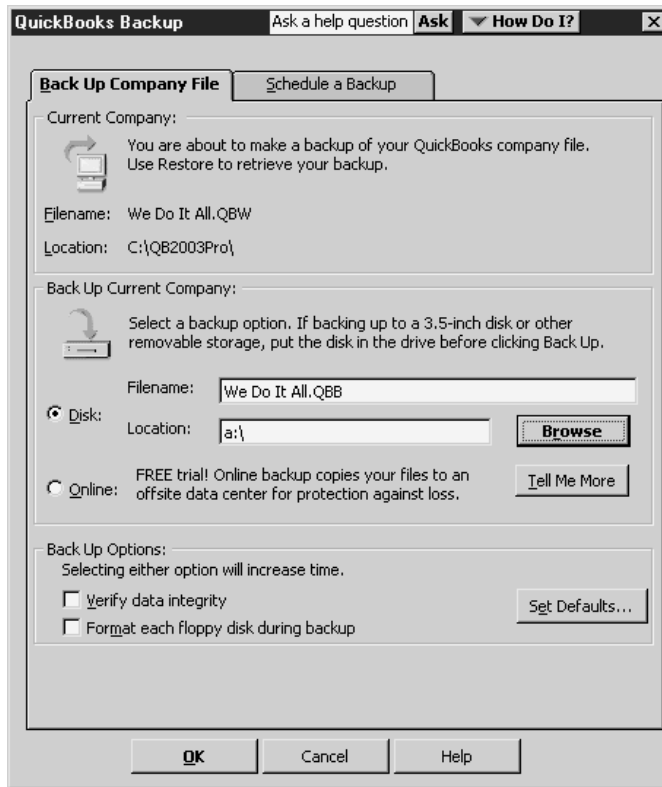 QuickBooks Backup Ask a help question Ask How Do I? X
Back Up Company File Schedule a Backup
Current Company:
You are about to make a backup of your QuickBooks company file.
Use Restore to retrieve your backup.
Filename: We Do It All.QBW
Location: C:\QB2003Pro\
Back Up Current Company:
Select a backup option. If backing up to a 3.5-inch disk or other
removable storage, put the disk in the drive before clicking Back Up.
Filename: We Do It All.QBB
Disk:
Location: a:\ Browse
Online: FREE trial! Online backup copies your files to an
offsite data center for protection against loss. Tell Me More
Back Up Options:
Selecting either option will increase time.
Verify data integrity
Set Defaults...
Format each floppy disk during backup
OK Cancel Help